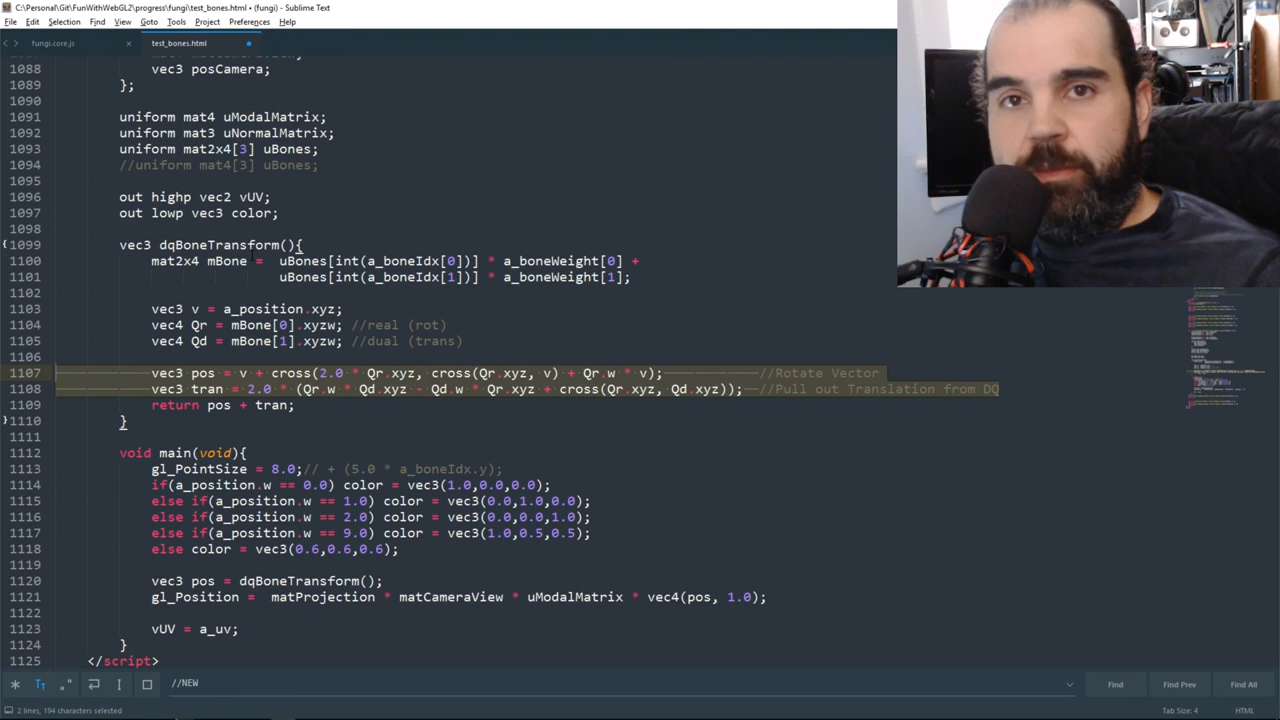 C:\Personal\Git\FunWithWebGL2\progress\fungi\test_bones.html • (fungi) - Sublime Text
File Edit Selection Find View Goto Tools Project Preferences Help
fungi.core.js × test_bones.html
1088 vec3 posCamera;
1089 };
1090
1091 uniform mat4 uModalMatrix;
1092 uniform mat3 uNormalMatrix;
1093 uniform mat2x4[3] uBones;
1094 //uniform mat4[3] uBones;
1095
1096 out highp vec2 vUV;
1097 out lowp vec3 color;
1098
1099 vec3 dqBoneTransform(){
1100 mat2x4 mBone = uBones[int(a_boneIdx[0])] * a_boneWeight[0] +
1101 uBones[int(a_boneIdx[1])] * a_boneWeight[1];
1102
1103 vec3 v = a_position.xyz;
1104 vec4 Qr = mBone[0].xyzw; //real (rot)
1105 vec4 Qd = mBone[1].xyzw; //dual (trans)
1106
1107 vec3 pos = v + cross(2.0 * Qr.xyz, cross(Qr.xyz, v) + Qr.w * v); //Rotate Vector
1108 vec3 tran = 2.0 * (Qr.w * Qd.xyz - Qd.w * Qr.xyz + cross(Qr.xyz, Qd.xyz)); //Pull out Translation from DQ
1109 return pos + tran;
1110 }
1111
1112 void main(void){
1113 gl_PointSize = 8.0;// + (5.0 * a_boneIdx.y);
1114 if(a_position.w == 0.0) color = vec3(1.0,0.0,0.0);
1115 else if(a_position.w == 1.0) color = vec3(0.0,1.0,0.0);
1116 else if(a_position.w == 2.0) color = vec3(0.0,0.0,1.0);
1117 else if(a_position.w == 9.0) color = vec3(1.0,0.5,0.5);
1118 else color = vec3(0.6,0.6,0.6);
1119
1120 vec3 pos = dqBoneTransform();
1121 gl_Position = matProjection * matCameraView * uModalMatrix * vec4(pos, 1.0);
1122
1123 vUV = a_uv;
1124 }
1125 </script>
//NEW Find Find Prev Find All
2 lines, 194 characters selected Tab Size: 4 HTML